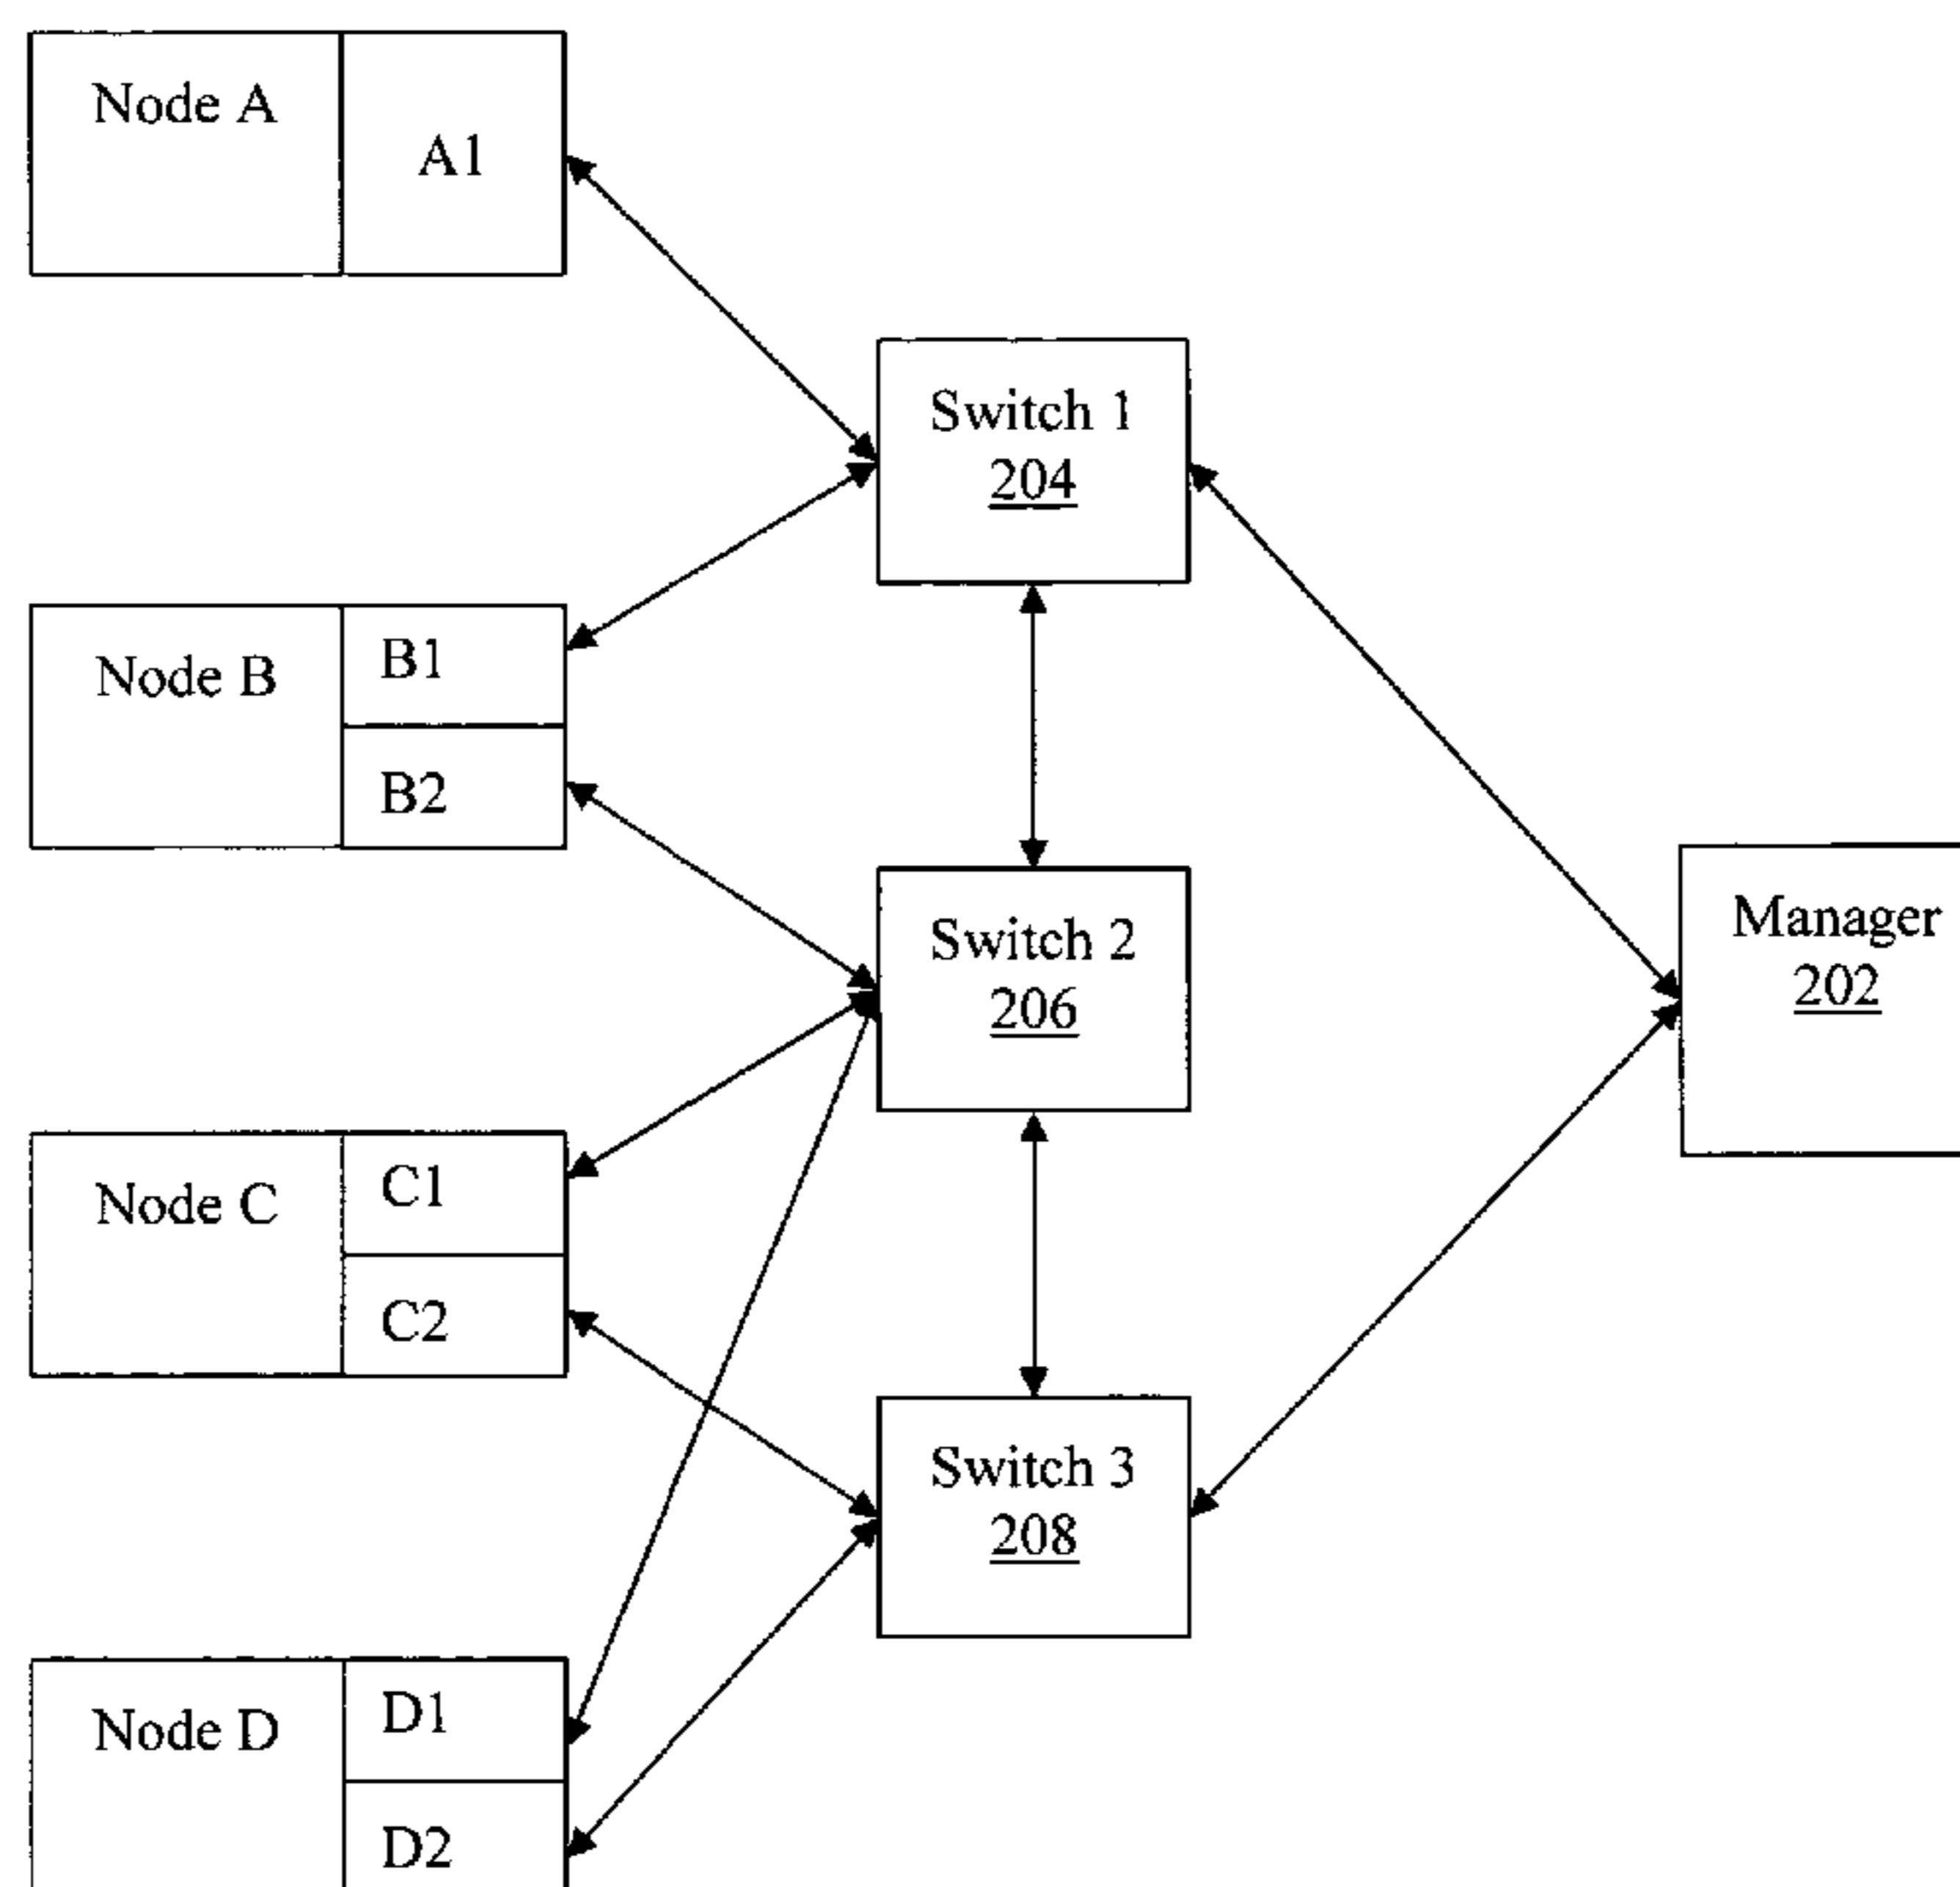 Node A
A1
Switch 1
204
Node B
B1
B2
Switch 2
206
Manager
202
Node C
C1
C2
Switch 3
208
Node D
D1
D2